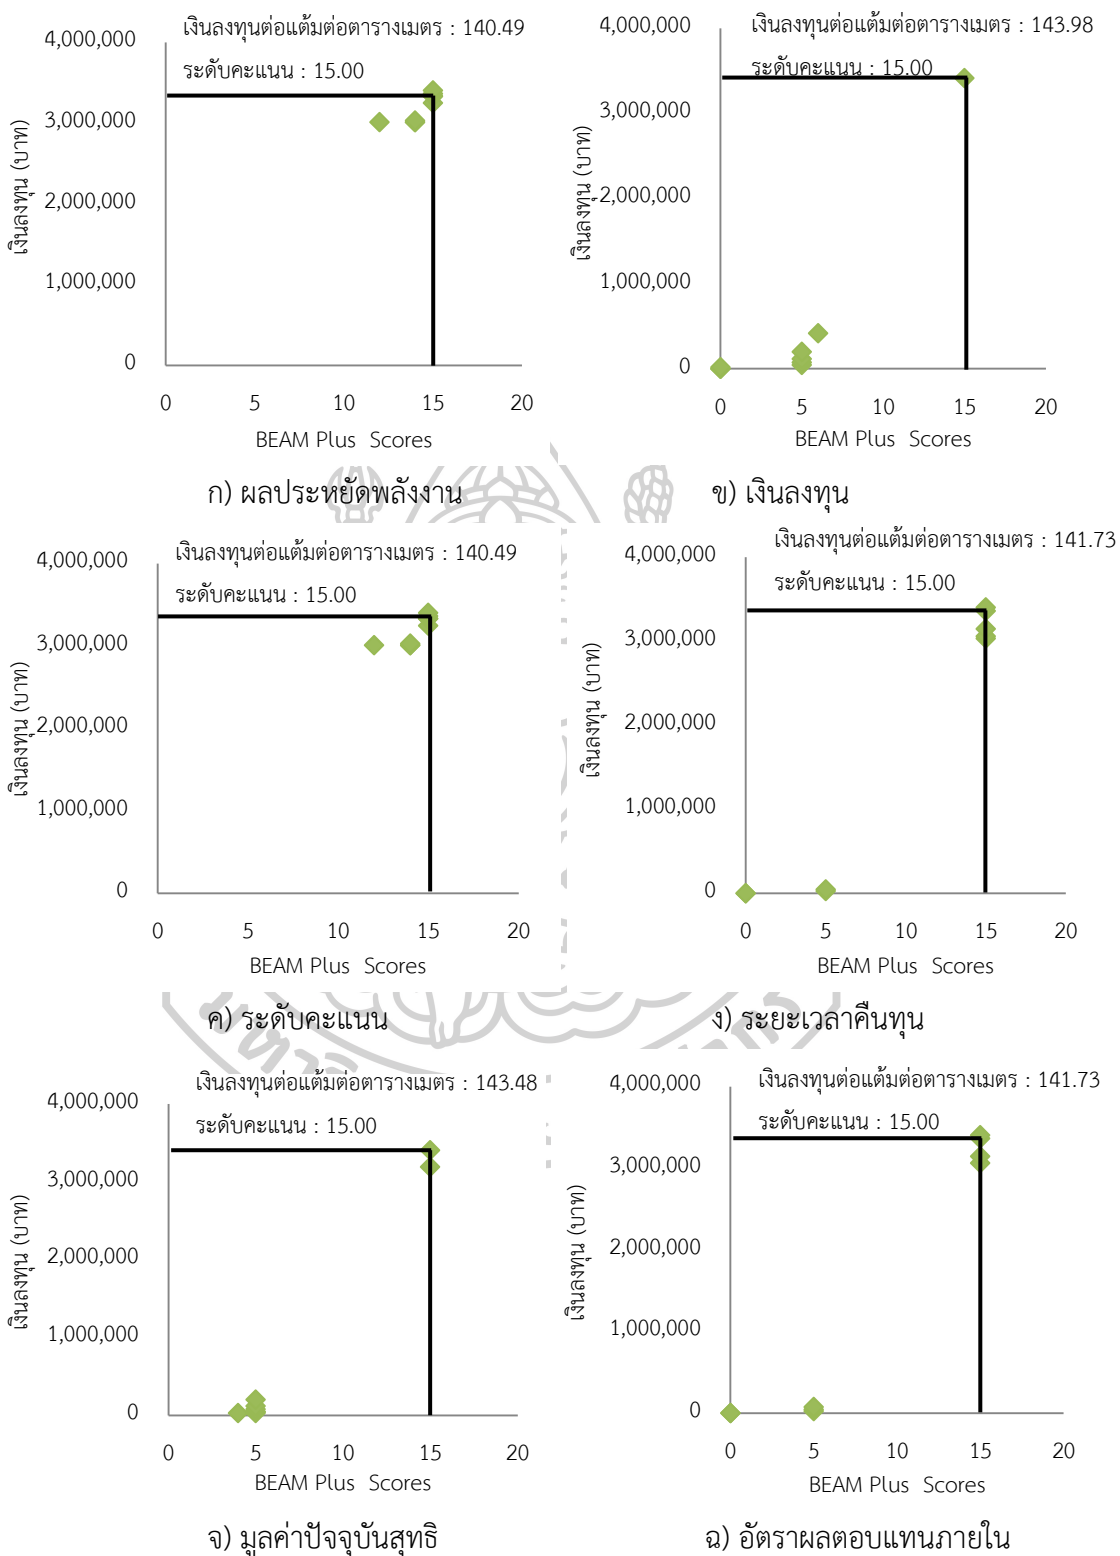 เงินลงทุนต่อแต้มต่อตารางเมตร : 140.49
ระดับคะแนน : 15.00
เงินลงทุน (บาท)
4,000,000
3,000,000
2,000,000
1,000,000
0
0 5 10 15 20
BEAM Plus Scores
ก) ผลประหยัดพลังงาน
เงินลงทุนต่อแต้มต่อตารางเมตร : 143.98
ระดับคะแนน : 15.00
เงินลงทุน (บาท)
4,000,000
3,000,000
2,000,000
1,000,000
0
0 5 10 15 20
BEAM Plus Scores
ข) เงินลงทุน
เงินลงทุนต่อแต้มต่อตารางเมตร : 140.49
ระดับคะแนน : 15.00
เงินลงทุน (บาท)
4,000,000
3,000,000
2,000,000
1,000,000
0
0 5 10 15 20
BEAM Plus Scores
ค) ระดับคะแนน
เงินลงทุนต่อแต้มต่อตารางเมตร : 141.73
ระดับคะแนน : 15.00
เงินลงทุน (บาท)
4,000,000
3,000,000
2,000,000
1,000,000
0
0 5 10 15 20
BEAM Plus Scores
ง) ระยะเวลาคืนทุน
เงินลงทุนต่อแต้มต่อตารางเมตร : 143.48
ระดับคะแนน : 15.00
เงินลงทุน (บาท)
4,000,000
3,000,000
2,000,000
1,000,000
0
0 5 10 15 20
BEAM Plus Scores
จ) มูลค่าปัจจุบันสุทธิ
เงินลงทุนต่อแต้มต่อตารางเมตร : 141.73
ระดับคะแนน : 15.00
เงินลงทุน (บาท)
4,000,000
3,000,000
2,000,000
1,000,000
0
0 5 10 15 20
BEAM Plus Scores
ฉ) อัตราผลตอบแทนภายใน